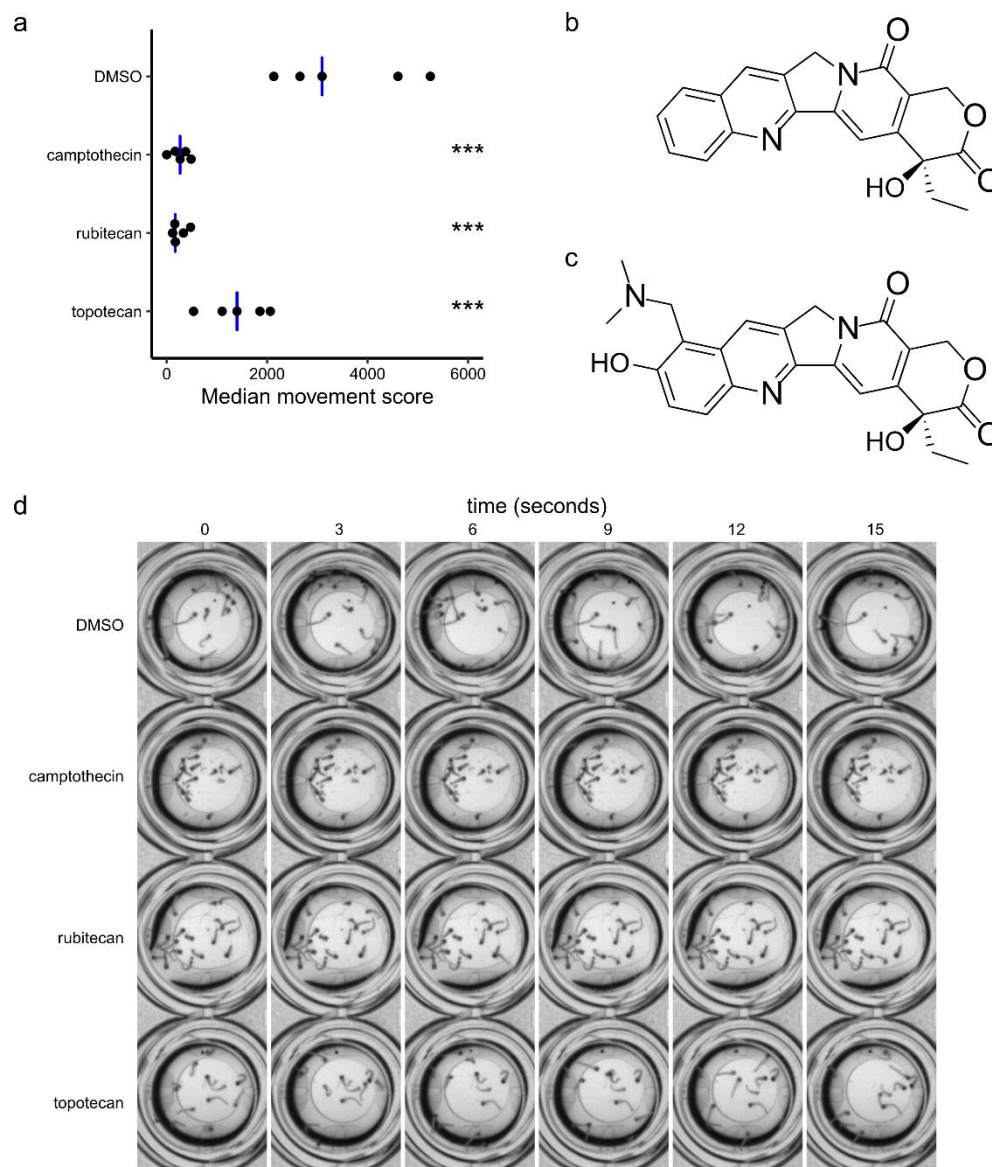 a
DMSO
camptothecin
***
rubitecan
***
topotecan
***
0 2000 4000 6000
Median movement score
b
O
N
O
N
HO
O
c
N
O
N
HO
O
N
HO
O
d
time (seconds)
0 3 6 9 12 15
DMSO
camptothecin
rubitecan
topotecan